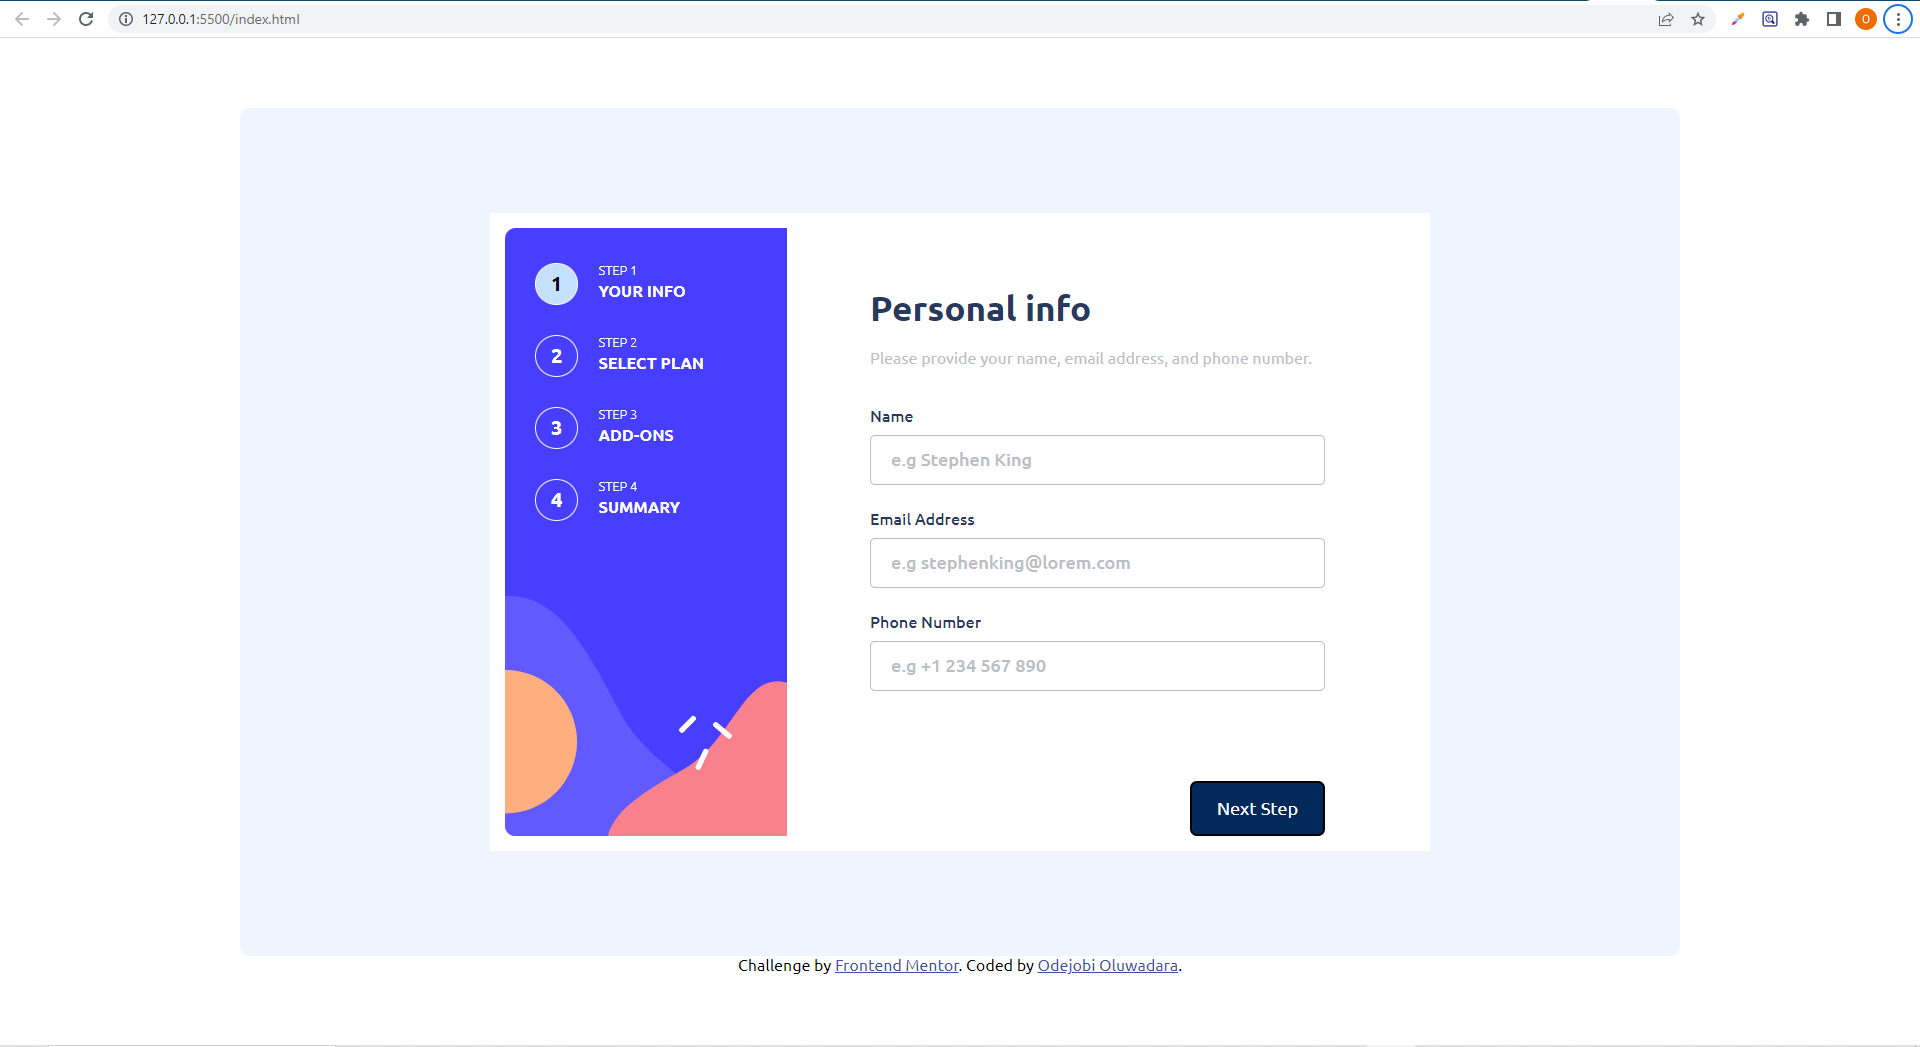 127.0.0.1:5500/index.html
O
1
STEP 1
YOUR INFO
2
STEP 2
SELECT PLAN
3
STEP 3
ADD-ONS
4
STEP 4
SUMMARY
Personal info
Please provide your name, email address, and phone number.
Name
e.g Stephen King
Email Address
e.g stephenking@lorem.com
Phone Number
e.g +1 234 567 890
Next Step
Challenge by Frontend Mentor. Coded by Odejobi Oluwadara.